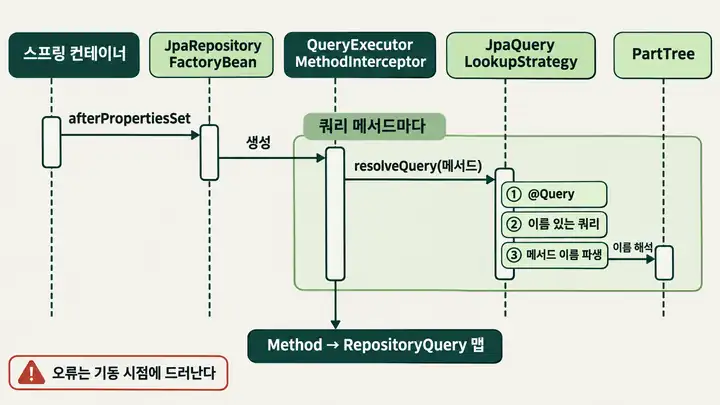 스프링 컨테이너
JpaRepository
FactoryBean
QueryExecutor
MethodInterceptor
JpaQuery
LookupStrategy
PartTree
afterPropertiesSet
생성
쿼리 메서드마다
resolveQuery(메서드)
① @Query
② 이름 있는 쿼리
③ 메서드 이름 파생
이름 해석
Method → RepositoryQuery 맵
오류는 기동 시점에 드러난다